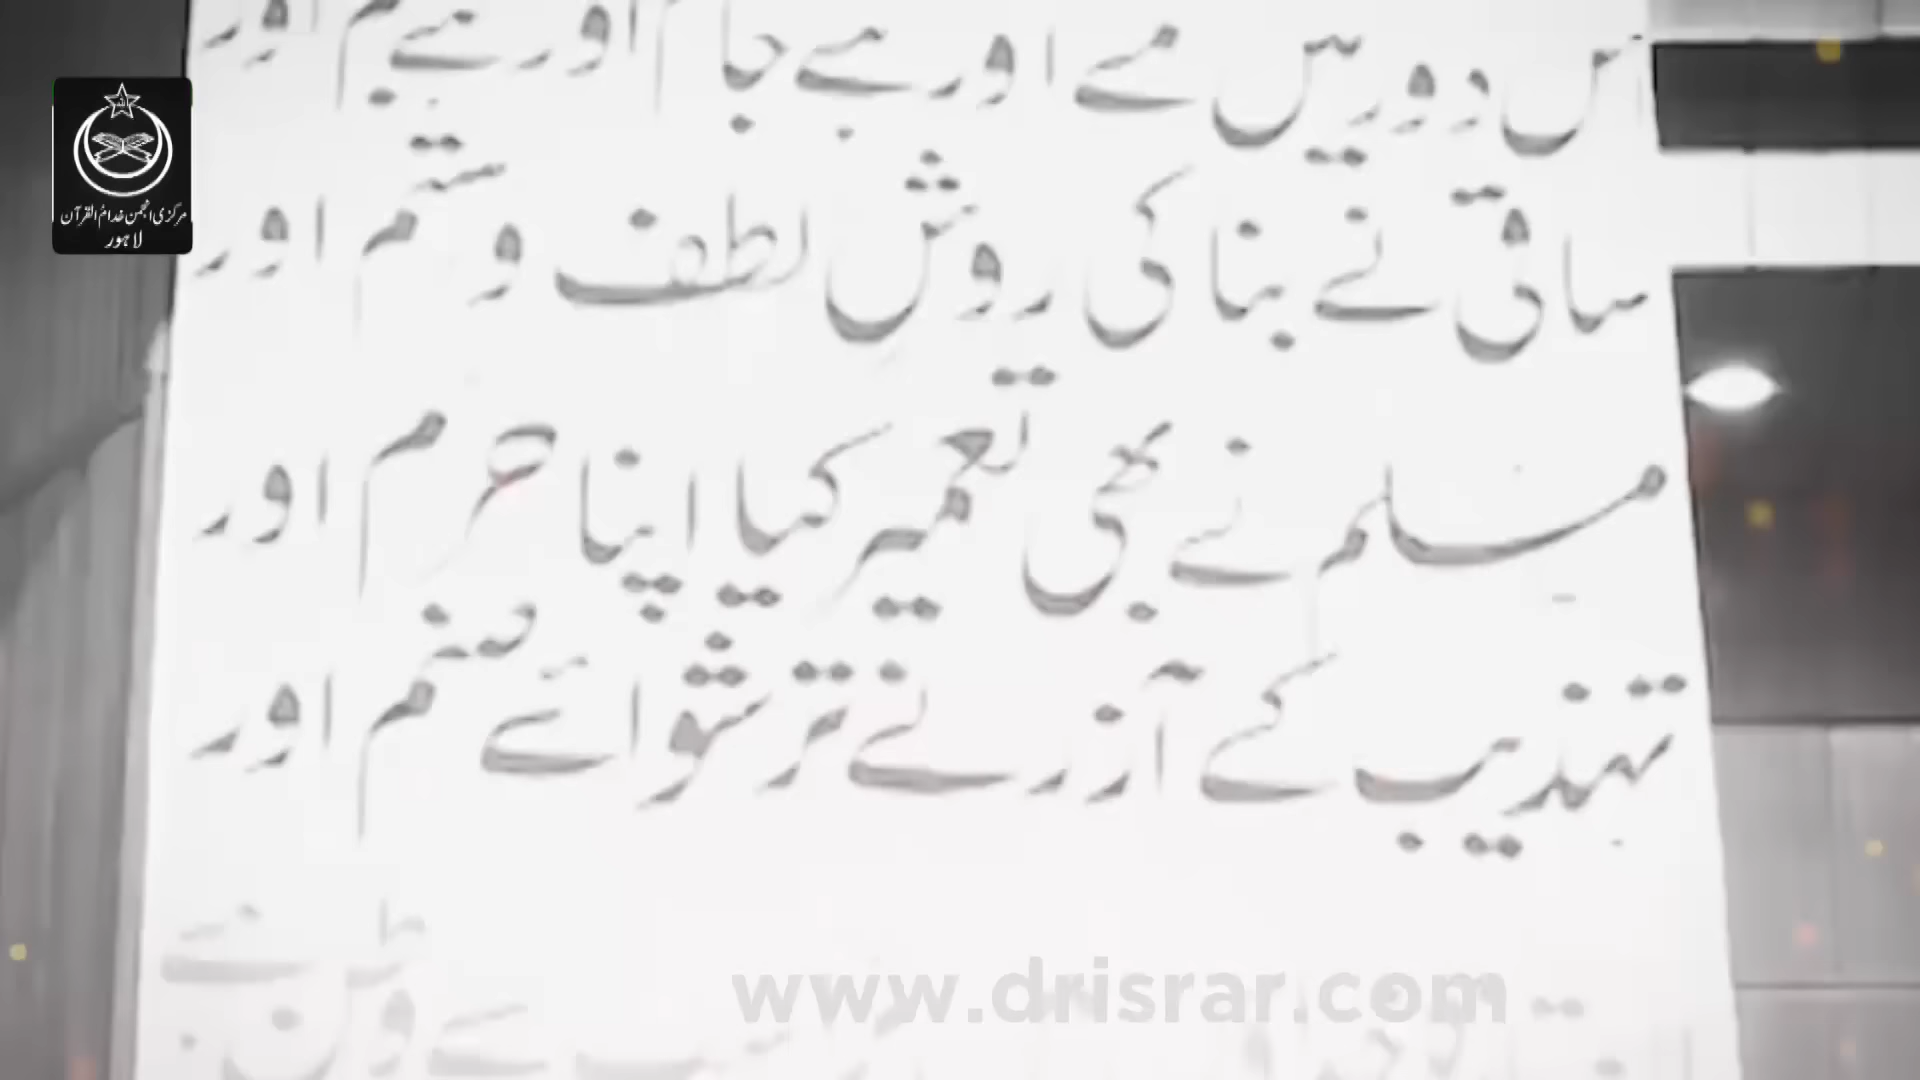 اس دور میں مے اور ہے جام اور ہے جم اور
ساقی نے بنا کی روش لطف و ستم اور
مسلم نے بھی تعمیر کیا اپنا حرم اور
تہذیب کے آزر نے ترشوائے صنم اور
مرکزی انجمن خدام القرآن
لاہور
www.drisrar.com